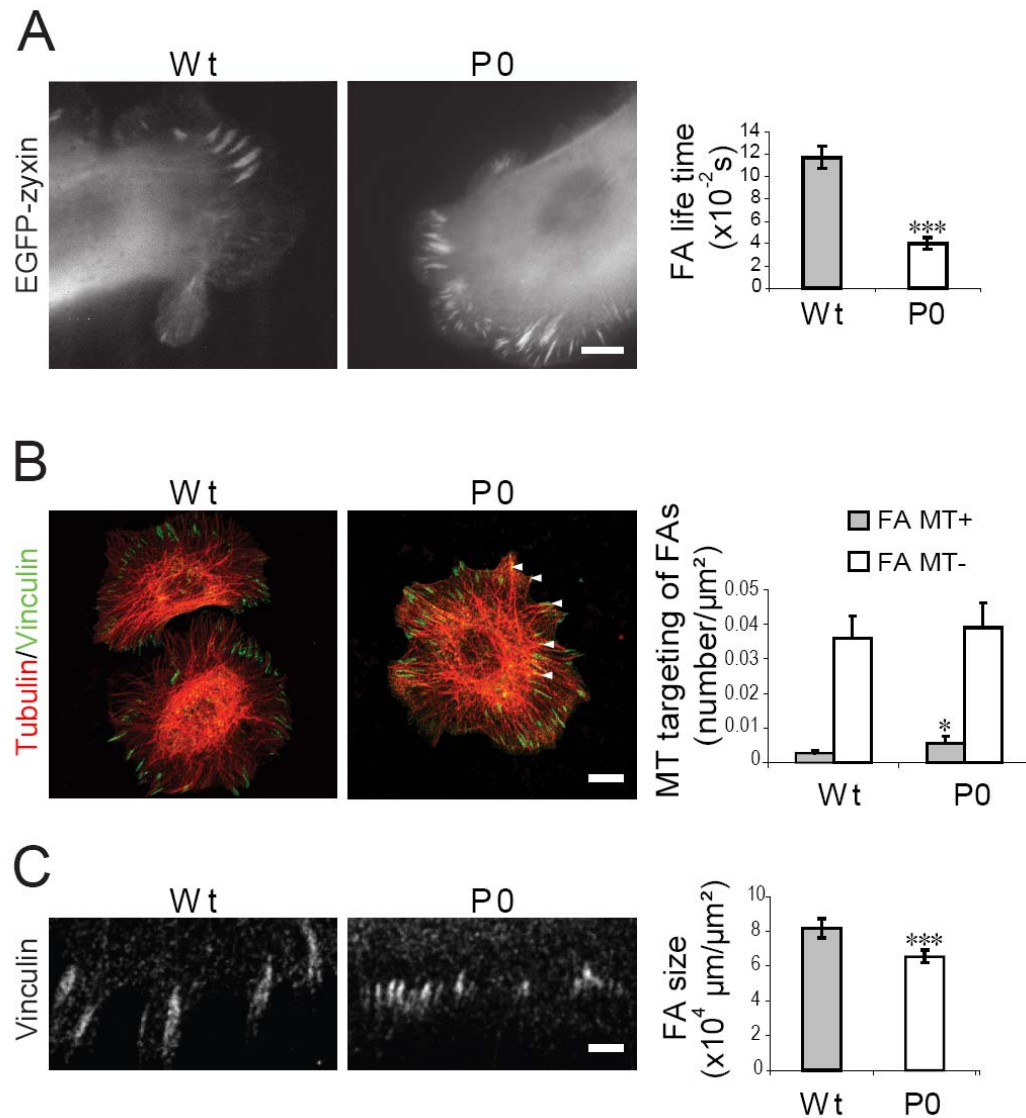 A
Wt
P0
EGFP-zyxin
FA life time
(x10⁻²s)
14
12
10
8
6
4
2
0
***
Wt
P0
B
Wt
P0
Tubulin/Vinculin
FA MT+
FA MT-
MT targeting of FAs
(number/µm²)
0.05
0.04
0.03
0.02
0.01
0
*
Wt
P0
C
Wt
P0
Vinculin
FA size
(x10⁴ µm/µm²)
10
8
6
4
2
0
***
Wt
P0